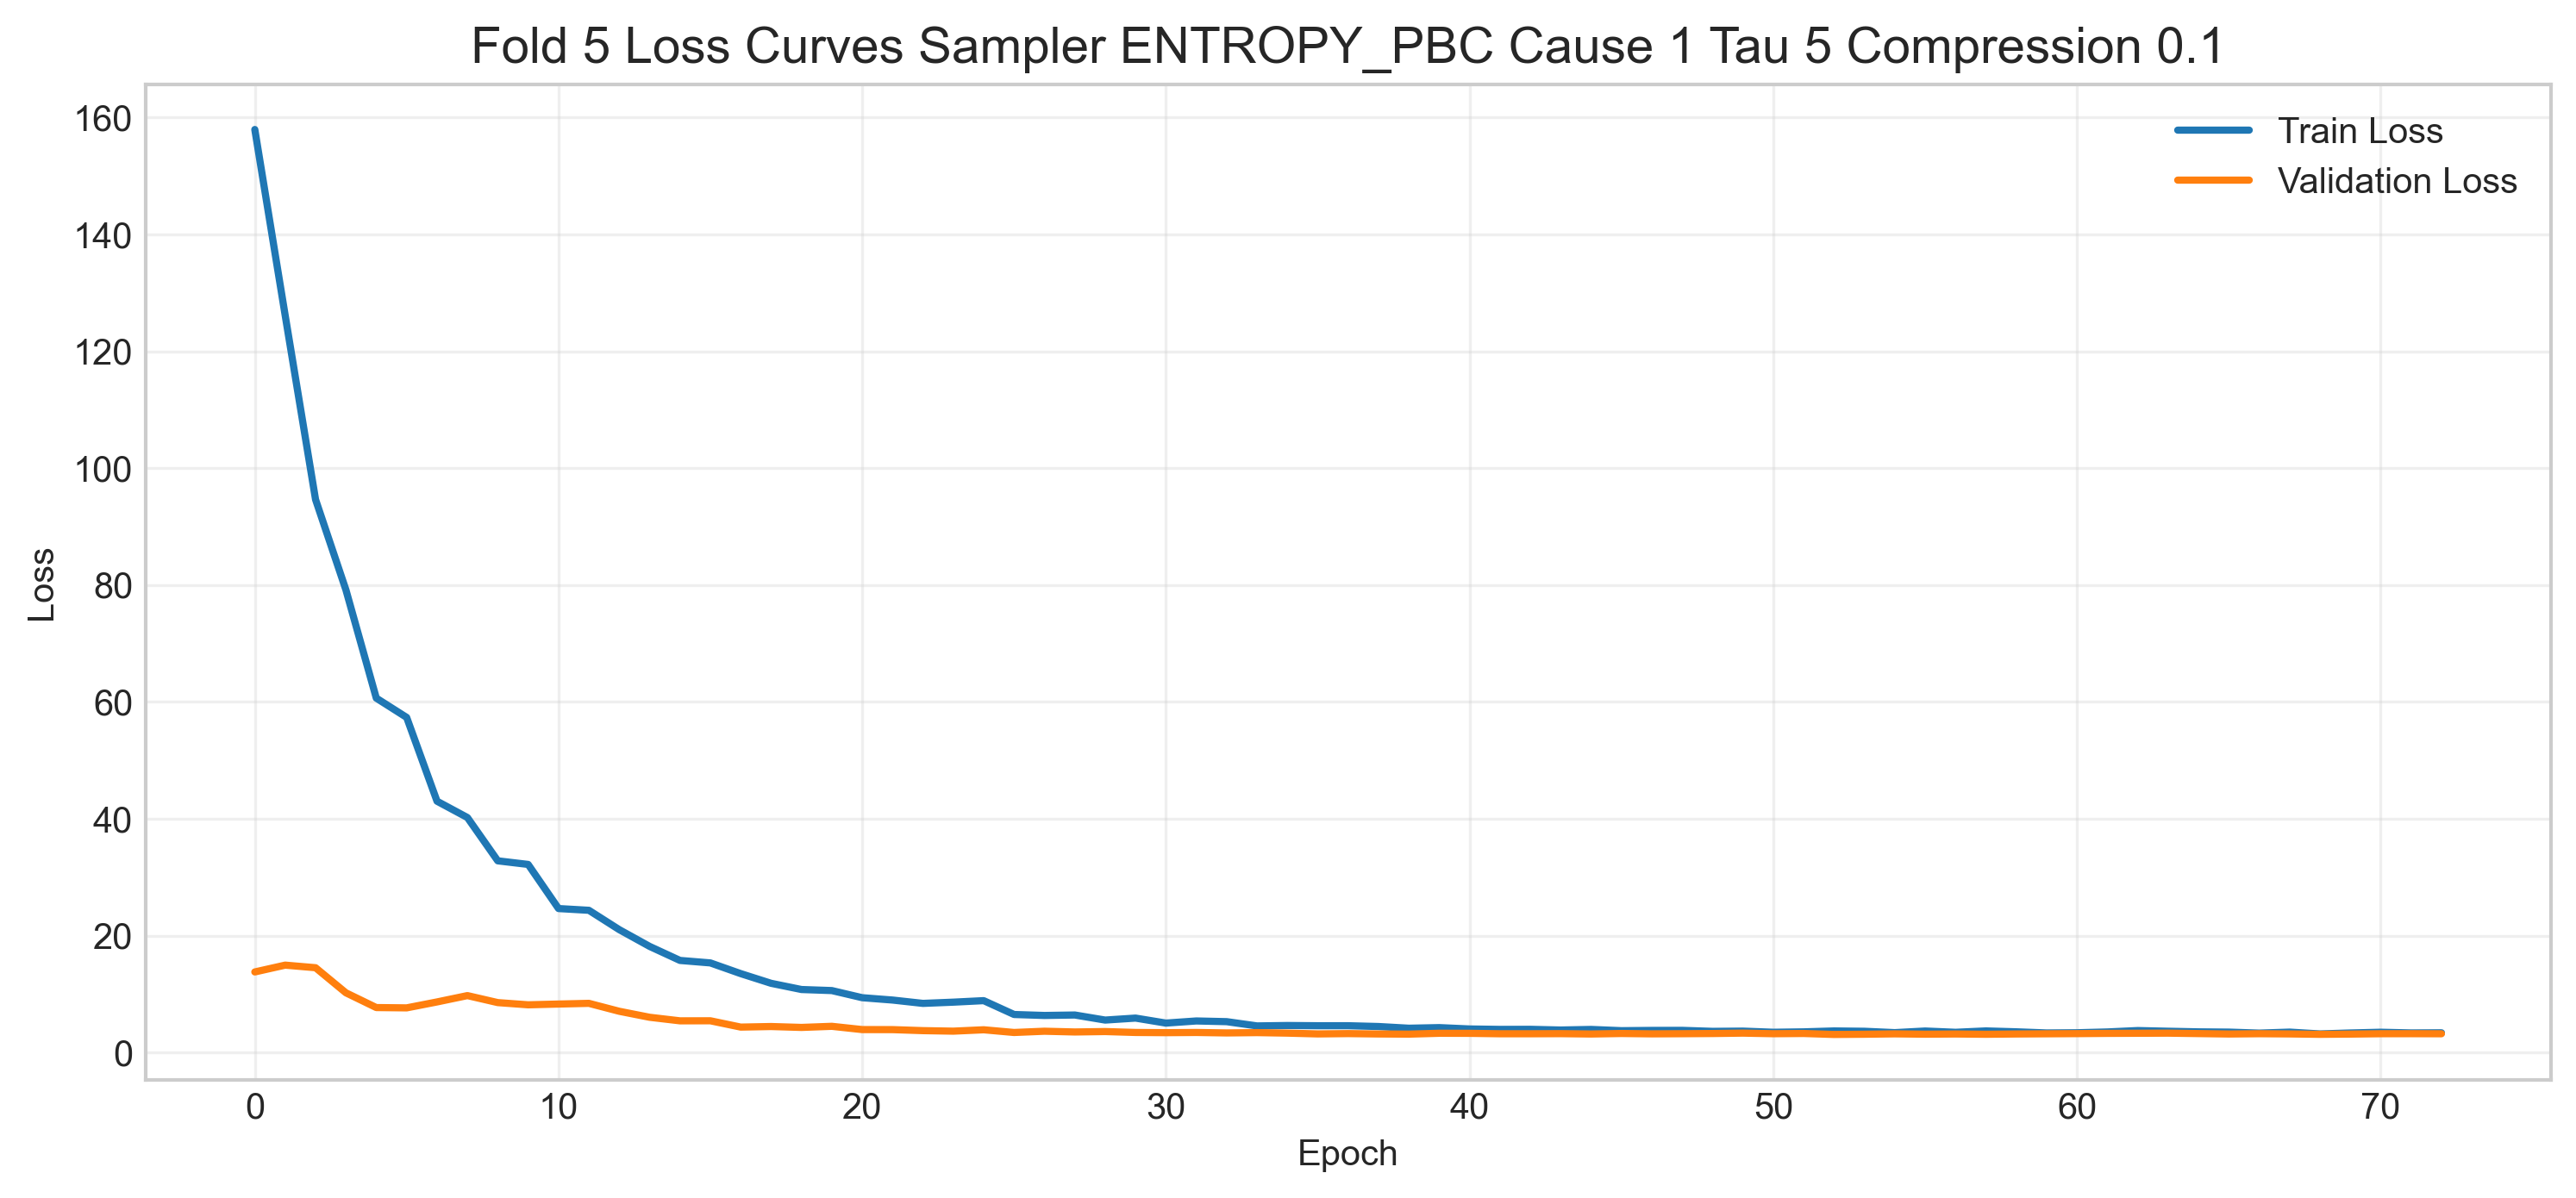 Fold 5 Loss Curves Sampler ENTROPY_PBC Cause 1 Tau 5 Compression 0.1
Train Loss
Validation Loss
160
140
120
100
80
60
40
20
0
Loss
0 10 20 30 40 50 60 70
Epoch